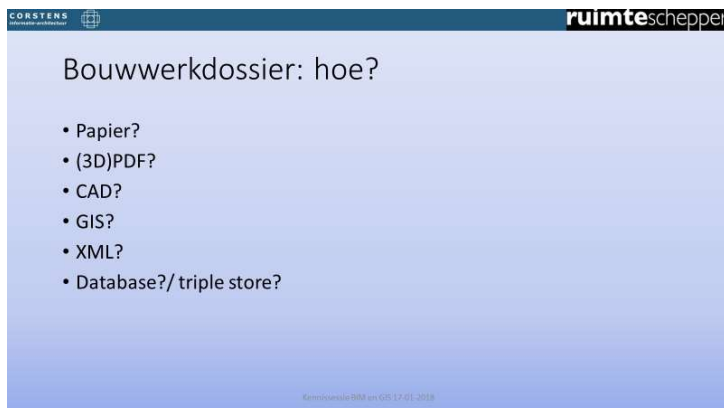 CORSTENS
informatie-architectuur
ruimteschepper
Bouwwerkdossier: hoe?
• Papier?
• (3D)PDF?
• CAD?
• GIS?
• XML?
• Database?/ triple store?
Kennissessie BIM en GIS 17-01-2018